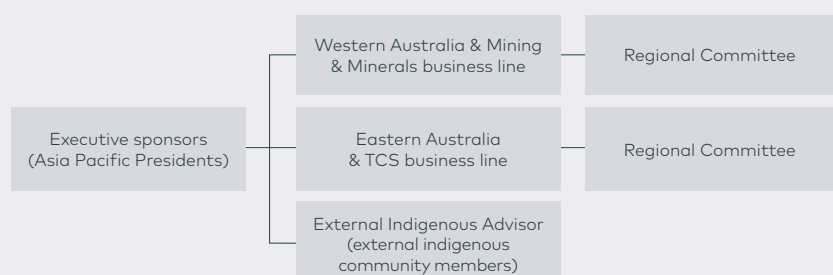 Western Australia & Mining
& Minerals business line
Regional Committee
Executive sponsors
(Asia Pacific Presidents)
Eastern Australia
& TCS business line
Regional Committee
External Indigenous Advisor
(external indigenous
community members)